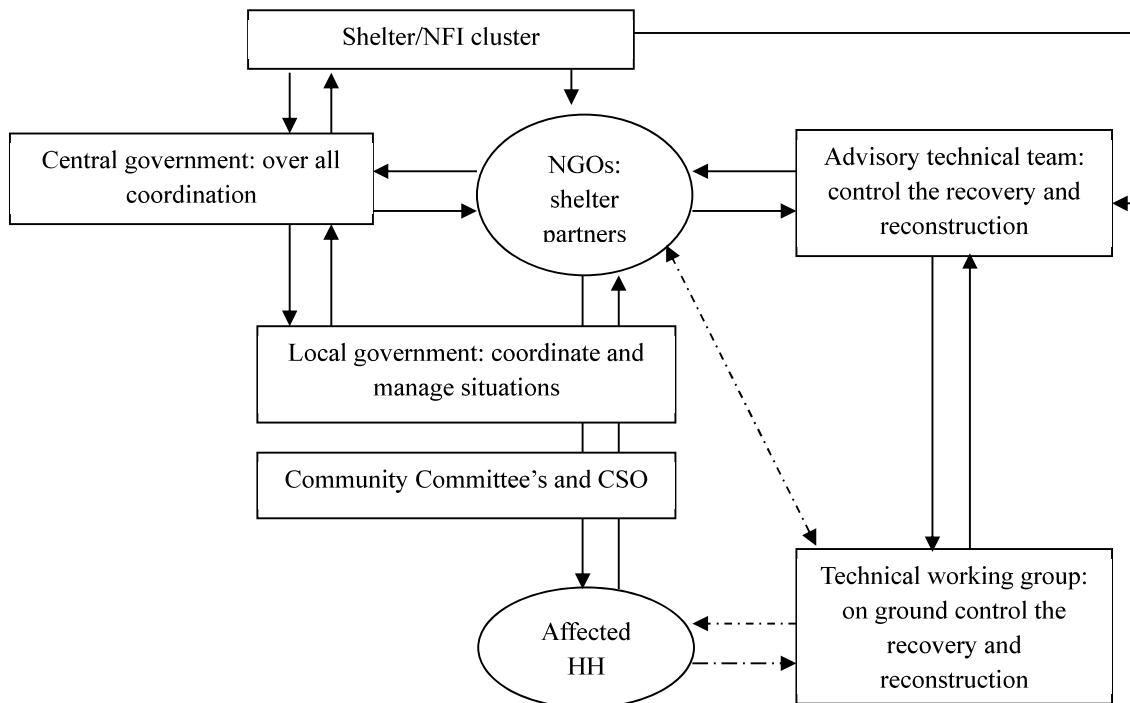 Shelter/NFI cluster
Central government: over all
coordination
NGOs:
shelter
partners
Advisory technical team:
control the recovery and
reconstruction
Local government: coordinate and
manage situations
Community Committee’s and CSO
Affected
HH
Technical working group:
on ground control the
recovery and
reconstruction